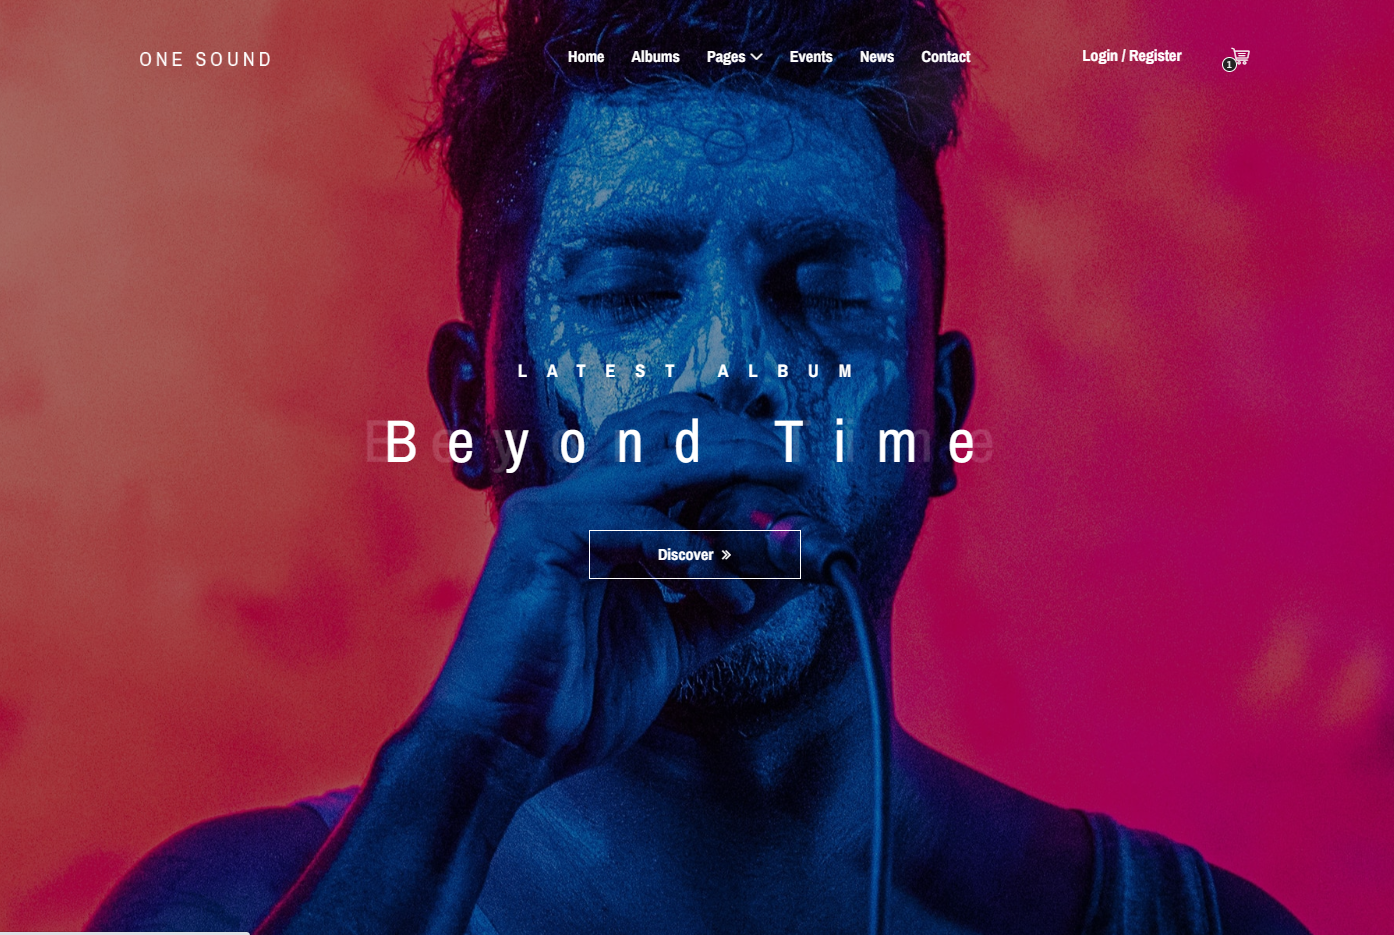 ONE SOUND
Home Albums Pages Events News Contact
Login / Register
1
LATEST ALBUM
Beyond Time
Discover